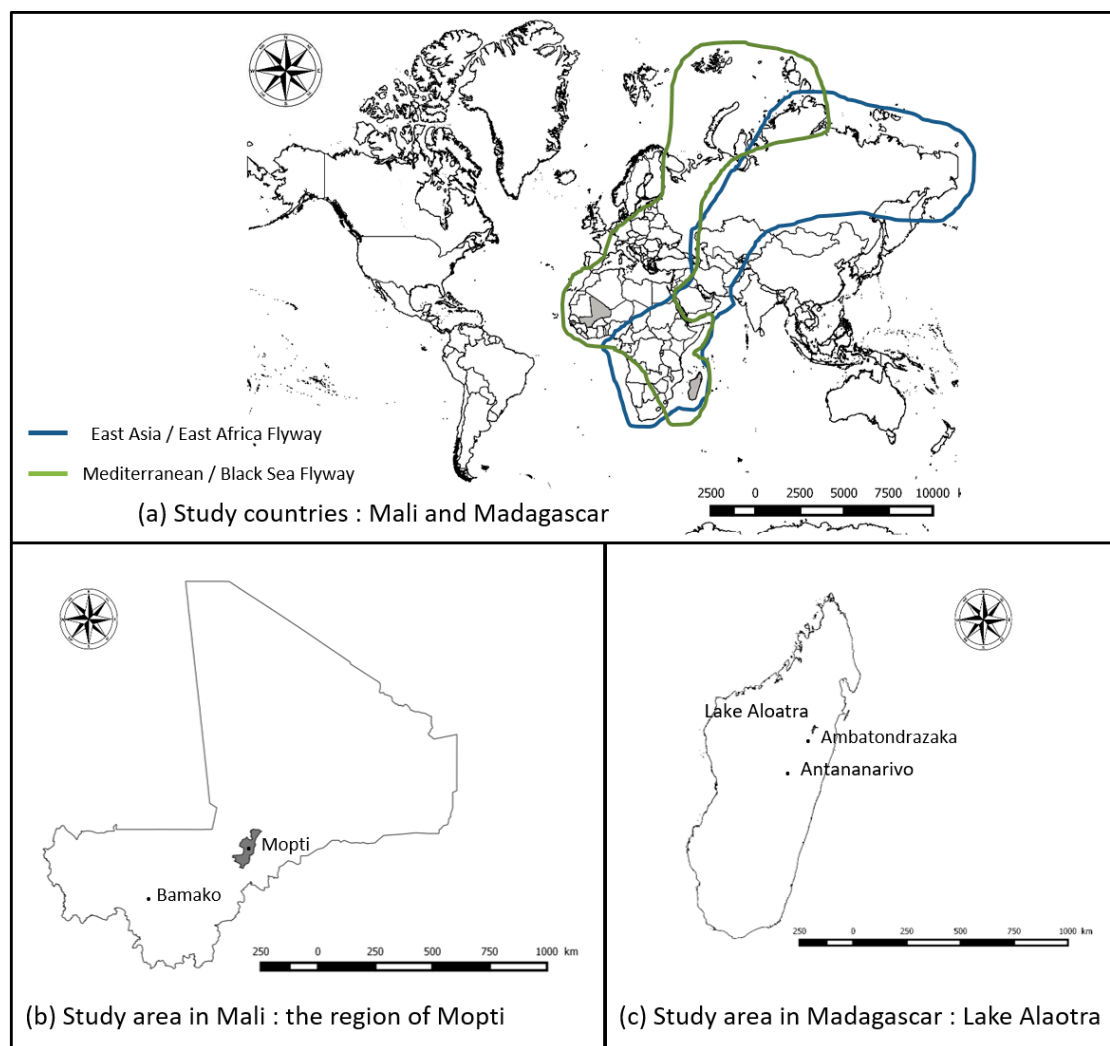 East Asia / East Africa Flyway
Mediterranean / Black Sea Flyway
2500 0 2500 5000 7500 10000
(a) Study countries : Mali and Madagascar
Mopti
Bamako
250 0 250 500 750 1000 km
(b) Study area in Mali : the region of Mopti
Lake Aloatra
Ambatondrazaka
Antananarivo
250 0 250 500 750 1000 km
(c) Study area in Madagascar : Lake Alaotra